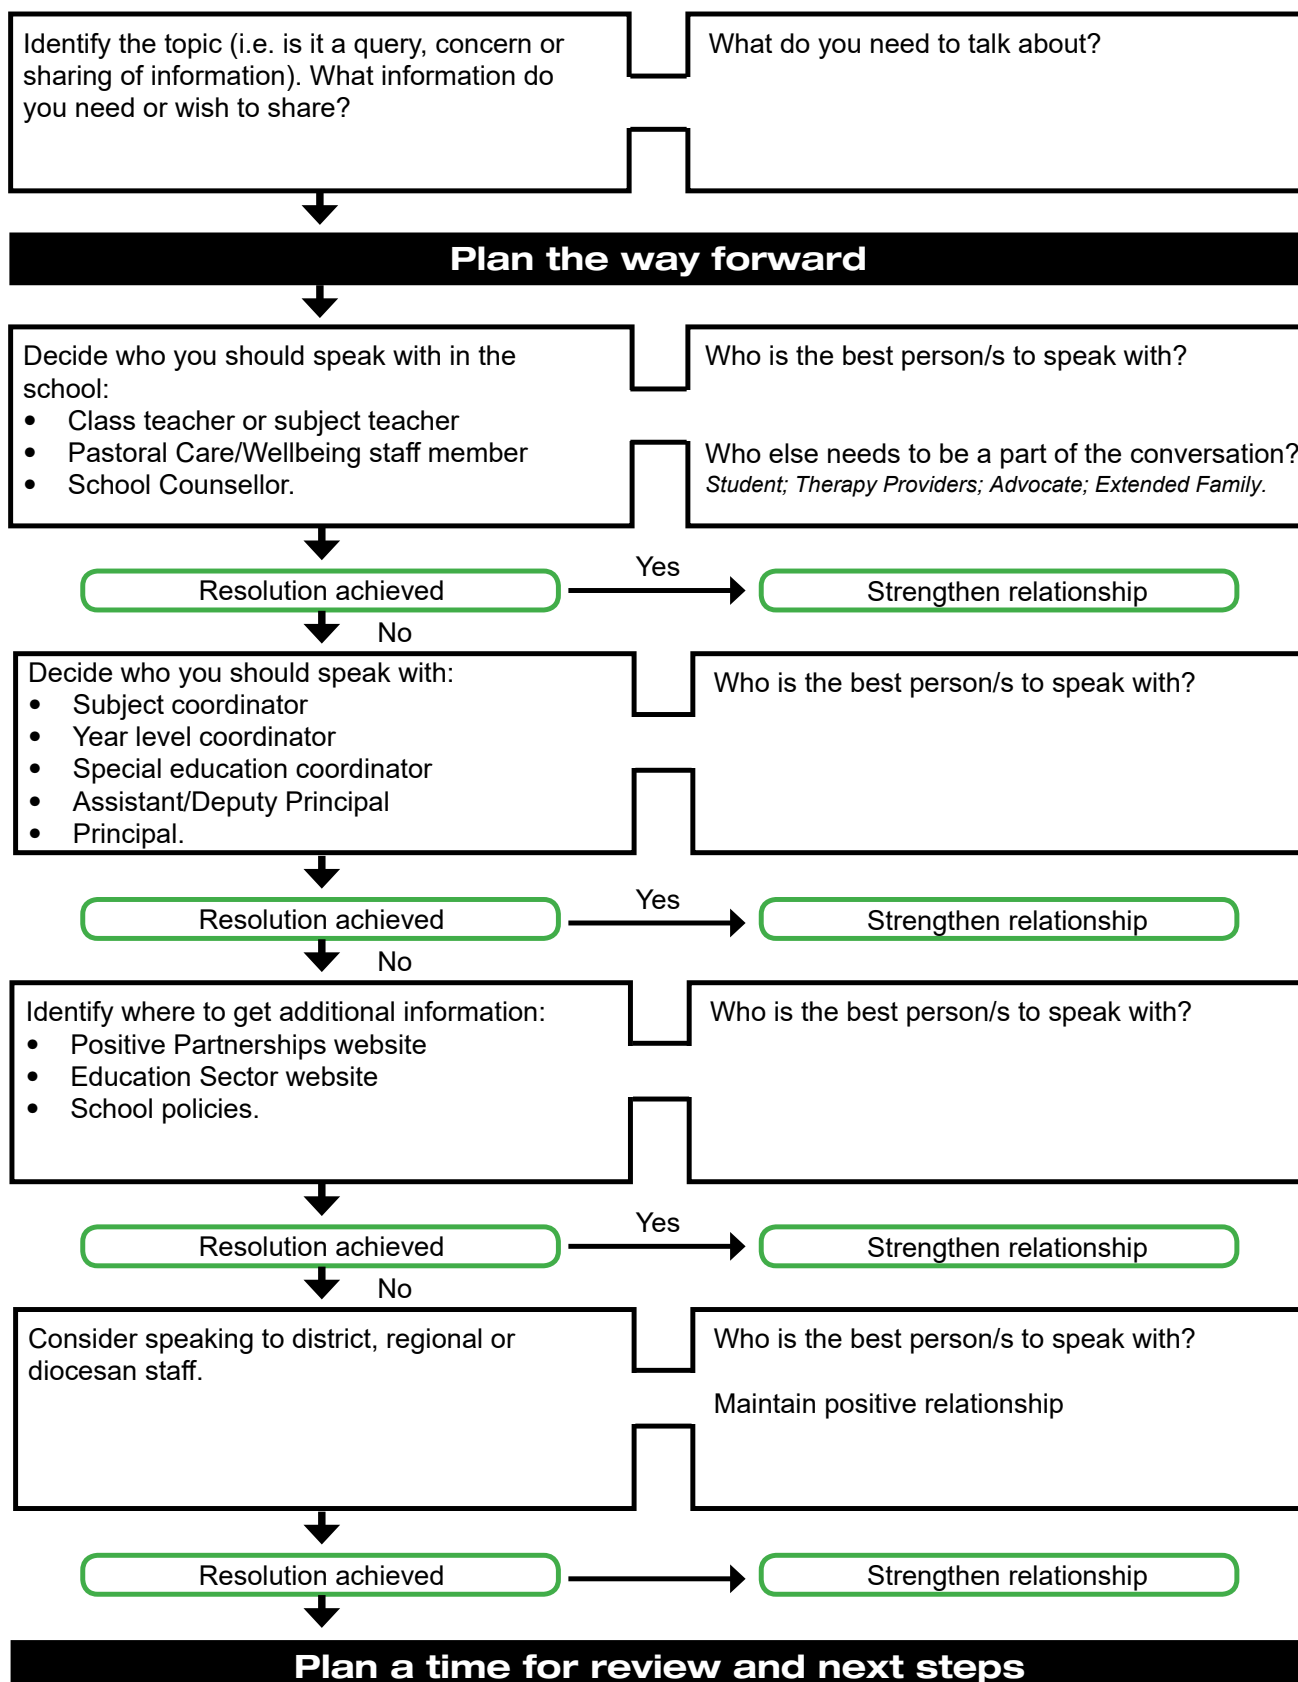 Identify the topic (i.e. is it a query, concern or
sharing of information). What information do
you need or wish to share?
What do you need to talk about?
Plan the way forward
Decide who you should speak with in the
school:
• Class teacher or subject teacher
• Pastoral Care/Wellbeing staff member
• School Counsellor.
Who is the best person/s to speak with?
Who else needs to be a part of the conversation?
Student; Therapy Providers; Advocate; Extended Family.
Resolution achieved
Yes
Strengthen relationship
No
Decide who you should speak with:
• Subject coordinator
• Year level coordinator
• Special education coordinator
• Assistant/Deputy Principal
• Principal.
Who is the best person/s to speak with?
Resolution achieved
Yes
Strengthen relationship
No
Identify where to get additional information:
• Positive Partnerships website
• Education Sector website
• School policies.
Who is the best person/s to speak with?
Resolution achieved
Yes
Strengthen relationship
No
Consider speaking to district, regional or
diocesan staff.
Who is the best person/s to speak with?
Maintain positive relationship
Resolution achieved
Strengthen relationship
Plan a time for review and next steps